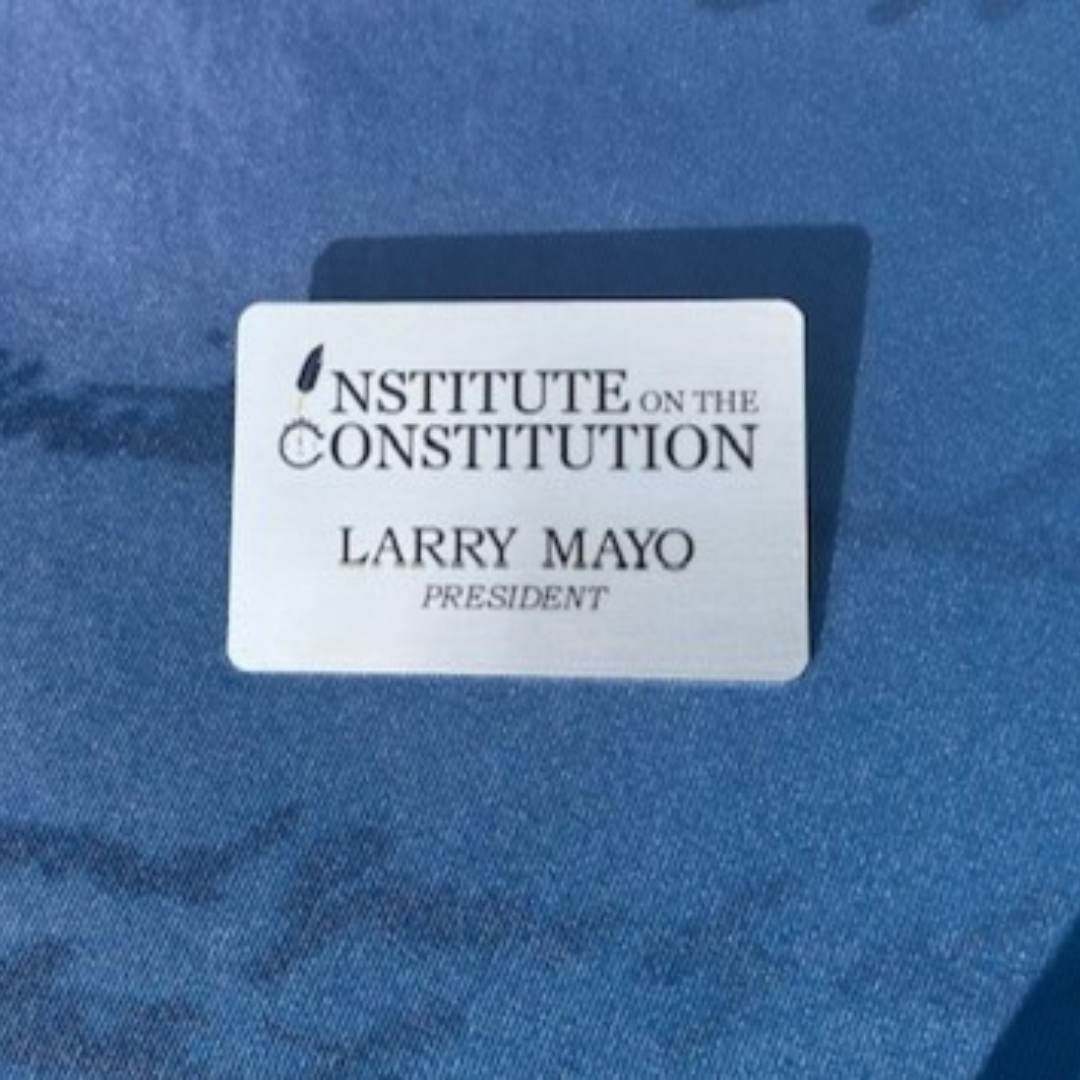 INSTITUTE ON THE
CONSTITUTION
LARRY MAYO
PRESIDENT